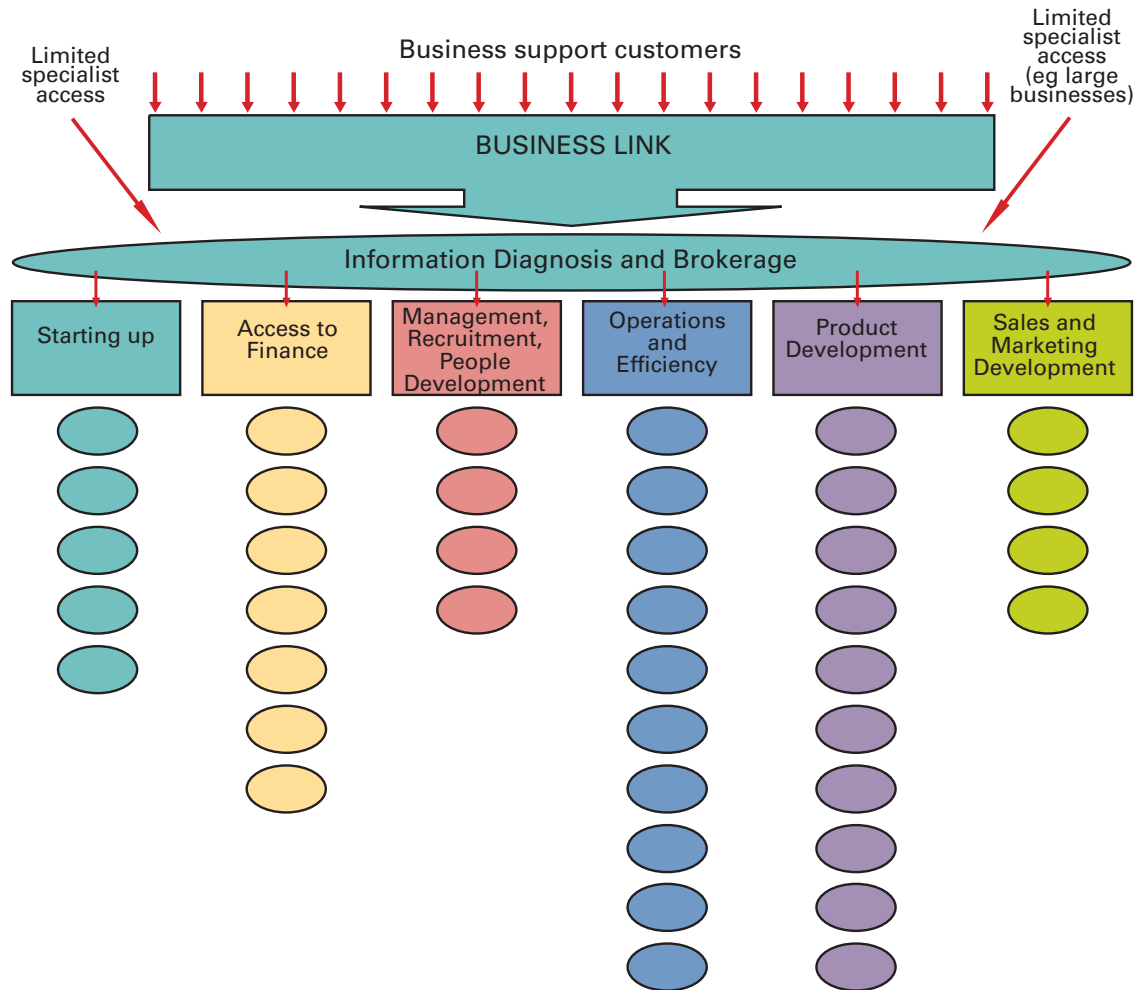 Limited
specialist
access
Business support customers
Limited
specialist
access
(eg large
businesses)
BUSINESS LINK
Information Diagnosis and Brokerage
Starting up
Access to
Finance
Management,
Recruitment,
People
Development
Operations
and
Efficiency
Product
Development
Sales and
Marketing
Development